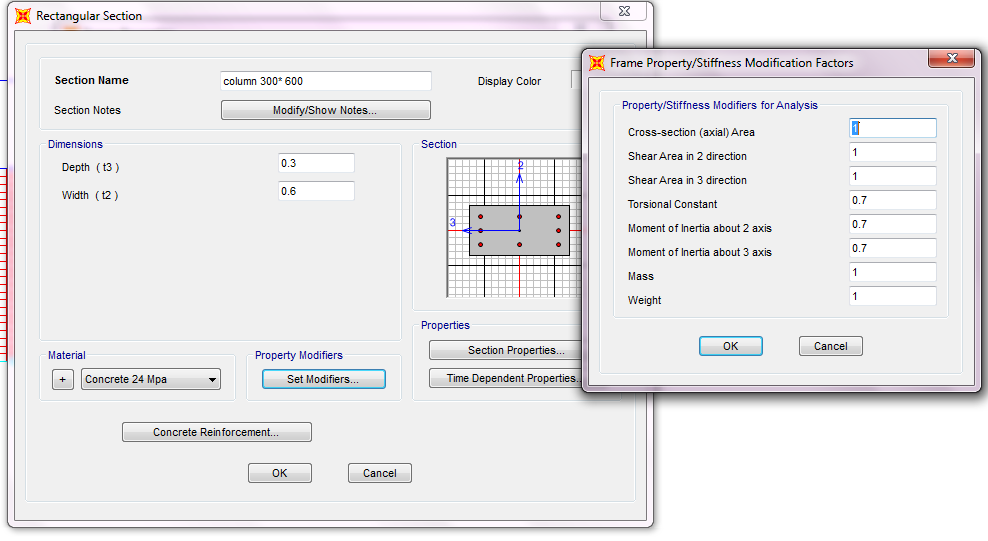 Rectangular Section
Section Name
column 300* 600
Display Color
Section Notes
Modify/Show Notes...
Dimensions
Depth ( t3 )
0.3
Width ( t2 )
0.6
Section
2
3
Properties
Section Properties...
Time Dependent Properties..
Material
+
Concrete 24 Mpa
Property Modifiers
Set Modifiers...
Concrete Reinforcement...
OK
Cancel
Frame Property/Stiffness Modification Factors
Property/Stiffness Modifiers for Analysis
Cross-section (axial) Area
1
Shear Area in 2 direction
1
Shear Area in 3 direction
1
Torsional Constant
0.7
Moment of Inertia about 2 axis
0.7
Moment of Inertia about 3 axis
0.7
Mass
1
Weight
1
OK
Cancel